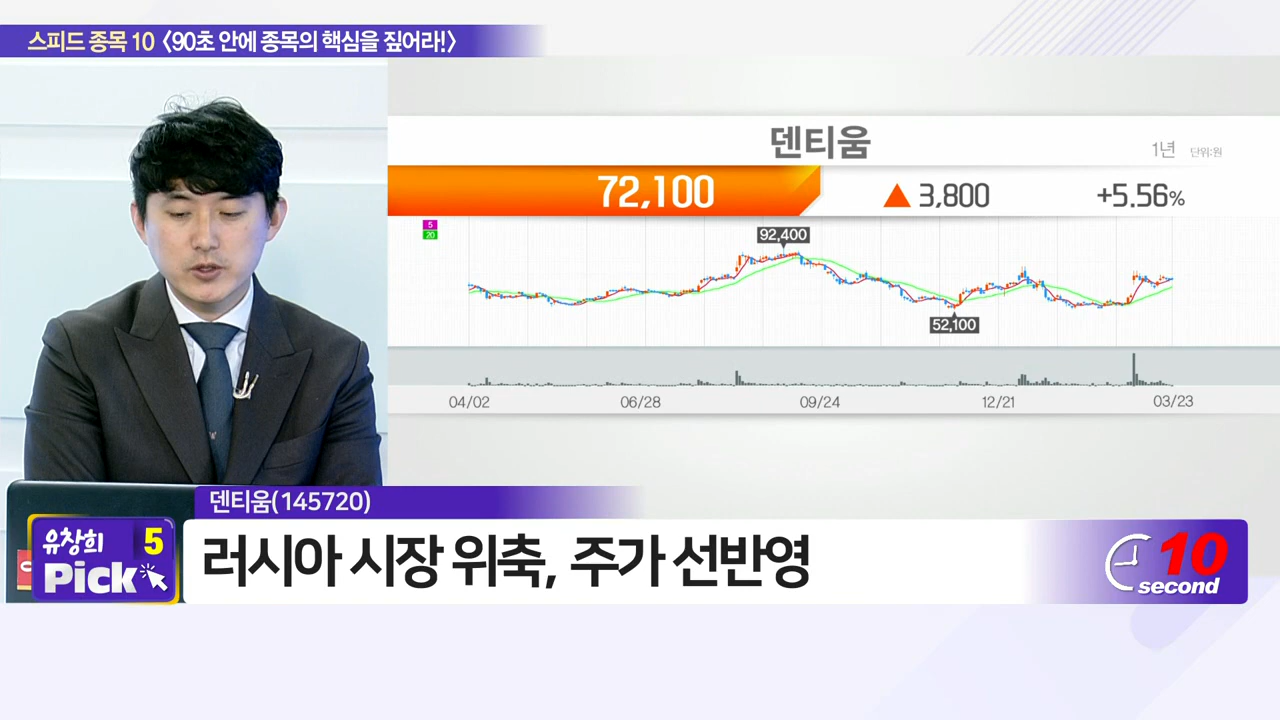 스피드 종목 10 〈90초 안에 종목의 핵심을 짚어라!〉
덴티움
1년 단위:원
72,100 ▲ 3,800 +5.56%
5
20
92,400
52,100
04/02 06/28 09/24 12/21 03/23
덴티움(145720)
유창희 5
Pick
러시아 시장 위축, 주가 선반영
10
second